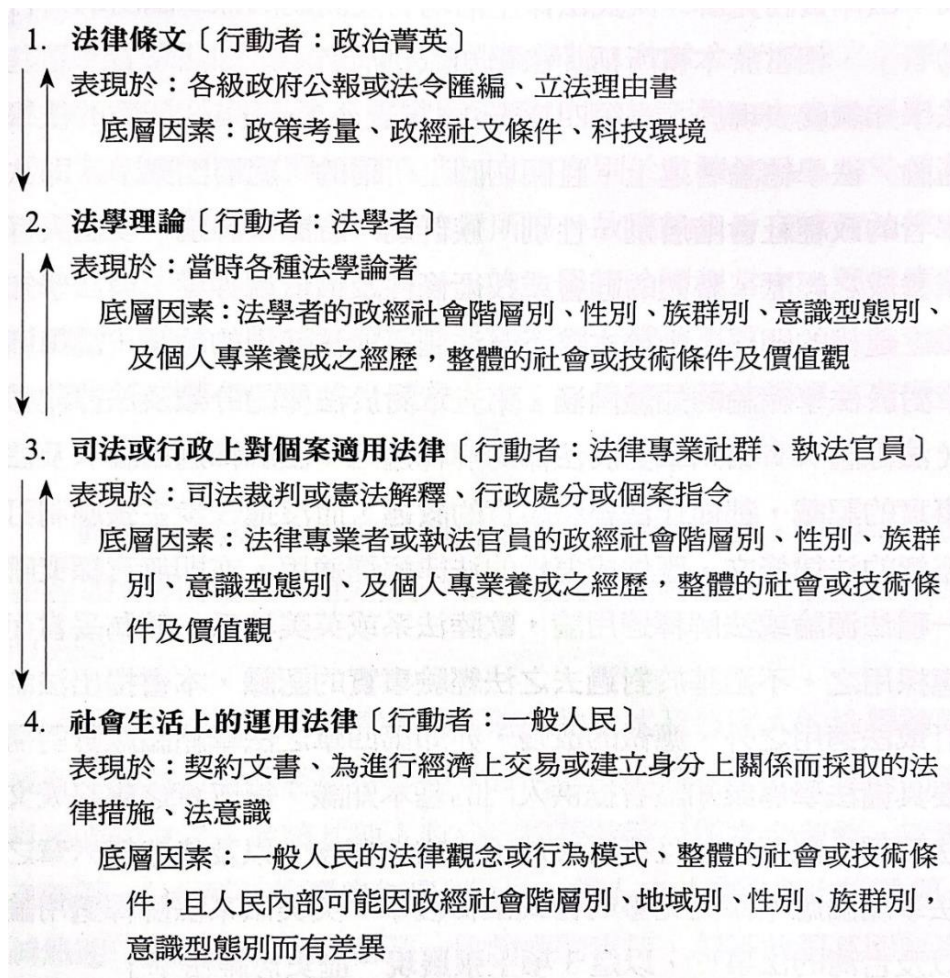 1. 法律條文〔行動者：政治菁英〕
表現於：各級政府公報或法令匯編、立法理由書
底層因素：政策考量、政經社文條件、科技環境
2. 法學理論〔行動者：法學者〕
表現於：當時各種法學論著
底層因素：法學者的政經社會階層別、性別、族群別、意識型態別、
及個人專業養成之經歷，整體的社會或技術條件及價值觀
3. 司法或行政上對個案適用法律〔行動者：法律專業社群、執法官員〕
表現於：司法裁判或憲法解釋、行政處分或個案指令
底層因素：法律專業者或執法官員的政經社會階層別、性別、族群
別、意識型態別、及個人專業養成之經歷，整體的社會或技術條
件及價值觀
4. 社會生活上的運用法律〔行動者：一般人民〕
表現於：契約文書、為進行經濟上交易或建立身分上關係而採取的法
律措施、法意識
底層因素：一般人民的法律觀念或行為模式、整體的社會或技術條
件，且人民內部可能因政經社會階層別、地域別、性別、族群別，
意識型態別而有差異